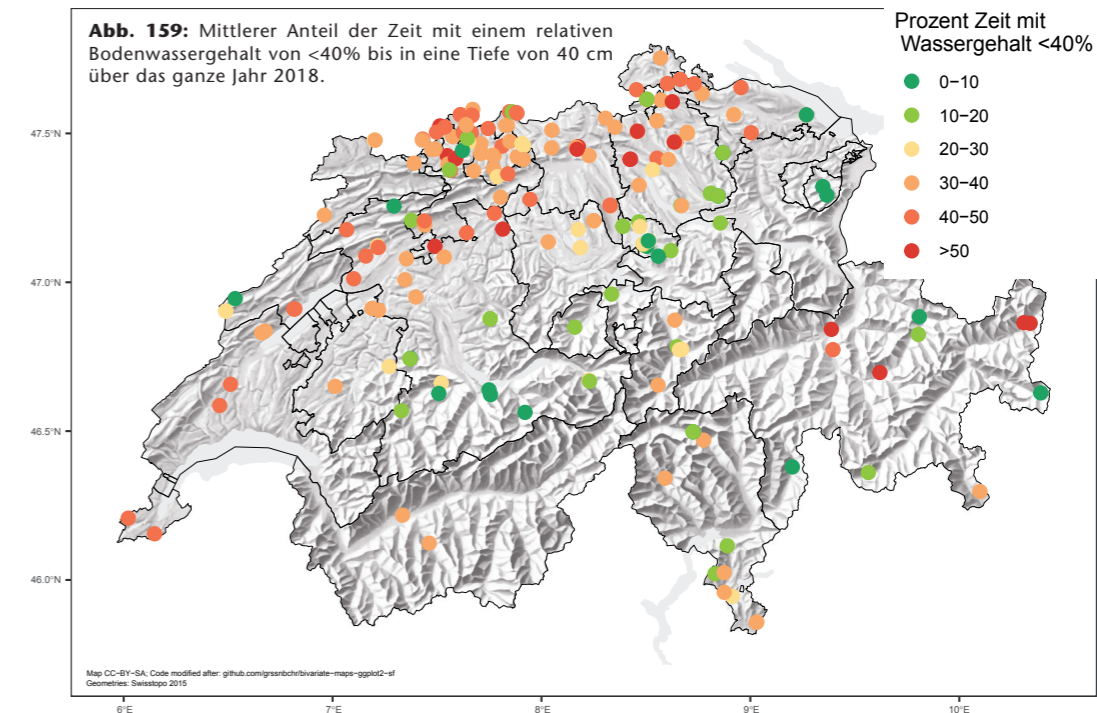 Abb. 159: Mittlerer Anteil der Zeit mit einem relativen
Bodenwassergehalt von <40% bis in eine Tiefe von 40 cm
über das ganze Jahr 2018.
Prozent Zeit mit
Wassergehalt <40%
0−10
10−20
20−30
30−40
40−50
>50
47.5°N
47.0°N
46.5°N
46.0°N
Map CC−BY−SA; Code modified after: github.com/grssnbchr/bivariate−maps−ggplot2−sf
Geometries: Swisstopo 2015
6°E
7°E
8°E
9°E
10°E